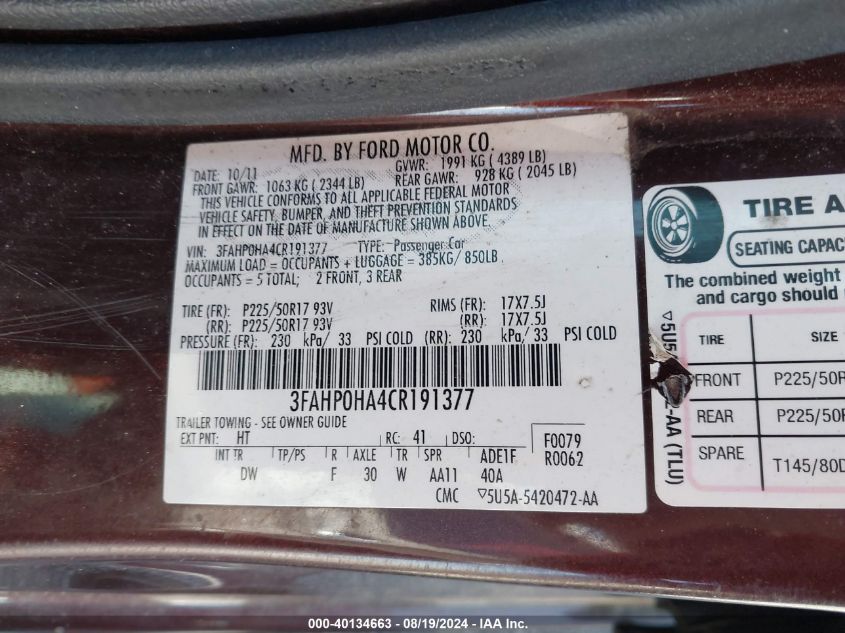 MFD. BY FORD MOTOR CO.
DATE: 10/11
GVWR: 1991 KG ( 4389 LB)
FRONT GAWR: 1063 KG ( 2344 LB)
REAR GAWR: 928 KG ( 2045 LB)
THIS VEHICLE CONFORMS TO ALL APPLICABLE FEDERAL MOTOR
VEHICLE SAFETY, BUMPER, AND THEFT PREVENTION STANDARDS
IN EFFECT ON THE DATE OF MANUFACTURE SHOWN ABOVE.
VIN: 3FAHP0HA4CR191377 TYPE: Passenger Car
MAXIMUM LOAD = OCCUPANTS + LUGGAGE = 385KG/ 850LB
OCCUPANTS = 5 TOTAL; 2 FRONT, 3 REAR
TIRE (FR): P225/50R17 93V RIMS (FR): 17X7.5J
(RR): P225/50R17 93V (RR): 17X7.5J
PRESSURE (FR): 230 kPa/ 33 PSI COLD (RR): 230 kPa/ 33 PSI COLD
3FAHP0HA4CR191377
TRAILER TOWING - SEE OWNER GUIDE
EXT PNT: HT RC: 41 DSO: F0079
INT TR TP/PS R AXLE TR SPR ADE1F R0062
DW F 30 W AA11 40A
CMC ▽5U5A-5420472-AA
TIRE A
SEATING CAPAC
The combined weight
and cargo should
TIRE SIZE
FRONT P225/50R
REAR P225/50R
SPARE T145/80D
▽5U5
-AA (TLU)
000-40134663 - 08/19/2024 - IAA Inc.